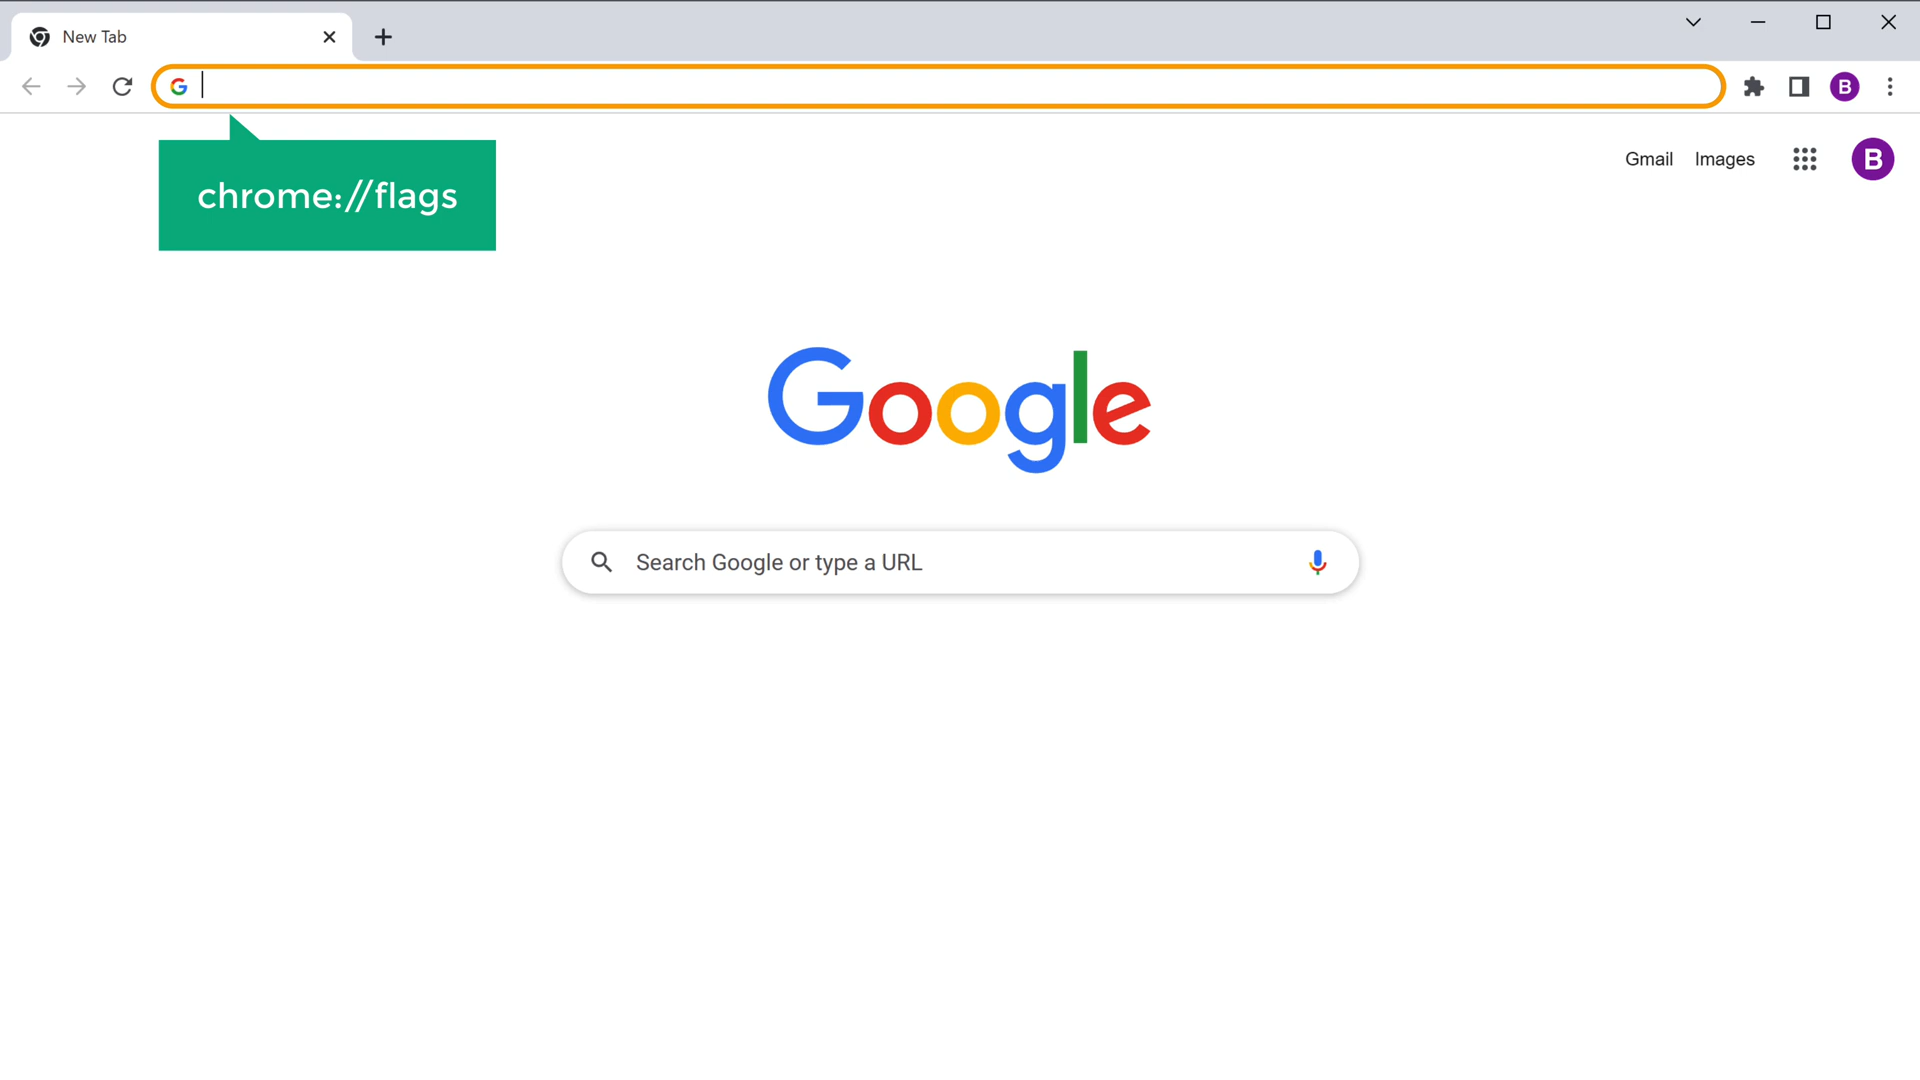 New Tab
chrome://flags
Gmail Images
B
B
Google
Search Google or type a URL